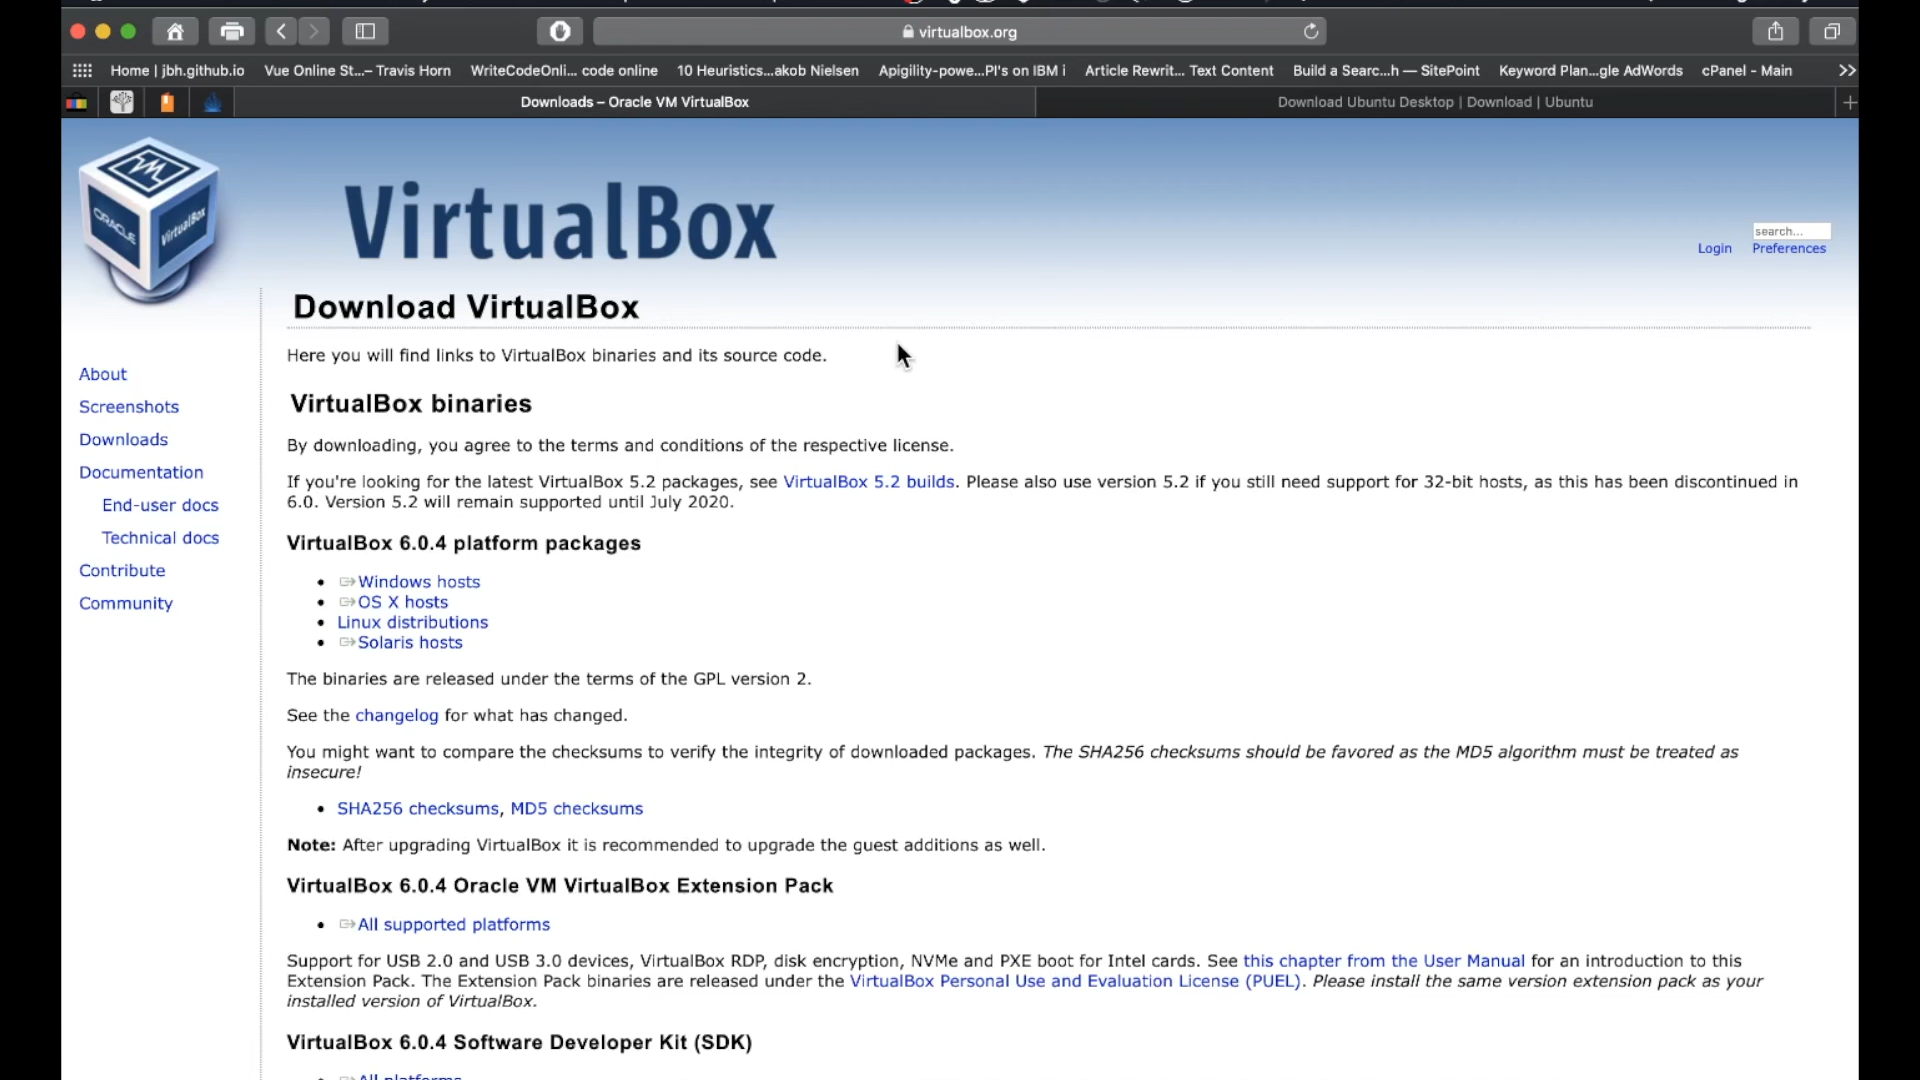 virtualbox.org
Home | jbh.github.io Vue Online St...– Travis Horn WriteCodeOnli... code online 10 Heuristics...akob Nielsen Apigility-powe...PI's on IBM i Article Rewrit... Text Content Build a Searc...h — SitePoint Keyword Plan...gle AdWords cPanel - Main
Downloads – Oracle VM VirtualBox Download Ubuntu Desktop | Download | Ubuntu
ORACLE
VirtualBox
VirtualBox
search...
Login Preferences
Download VirtualBox
Here you will find links to VirtualBox binaries and its source code.
About
Screenshots
Downloads
Documentation
End-user docs
Technical docs
Contribute
Community
VirtualBox binaries
By downloading, you agree to the terms and conditions of the respective license.
If you're looking for the latest VirtualBox 5.2 packages, see VirtualBox 5.2 builds. Please also use version 5.2 if you still need support for 32-bit hosts, as this has been discontinued in
6.0. Version 5.2 will remain supported until July 2020.
VirtualBox 6.0.4 platform packages
• Windows hosts
• OS X hosts
• Linux distributions
• Solaris hosts
The binaries are released under the terms of the GPL version 2.
See the changelog for what has changed.
You might want to compare the checksums to verify the integrity of downloaded packages. The SHA256 checksums should be favored as the MD5 algorithm must be treated as
insecure!
• SHA256 checksums, MD5 checksums
Note: After upgrading VirtualBox it is recommended to upgrade the guest additions as well.
VirtualBox 6.0.4 Oracle VM VirtualBox Extension Pack
• All supported platforms
Support for USB 2.0 and USB 3.0 devices, VirtualBox RDP, disk encryption, NVMe and PXE boot for Intel cards. See this chapter from the User Manual for an introduction to this
Extension Pack. The Extension Pack binaries are released under the VirtualBox Personal Use and Evaluation License (PUEL). Please install the same version extension pack as your
installed version of VirtualBox.
VirtualBox 6.0.4 Software Developer Kit (SDK)
• All platforms